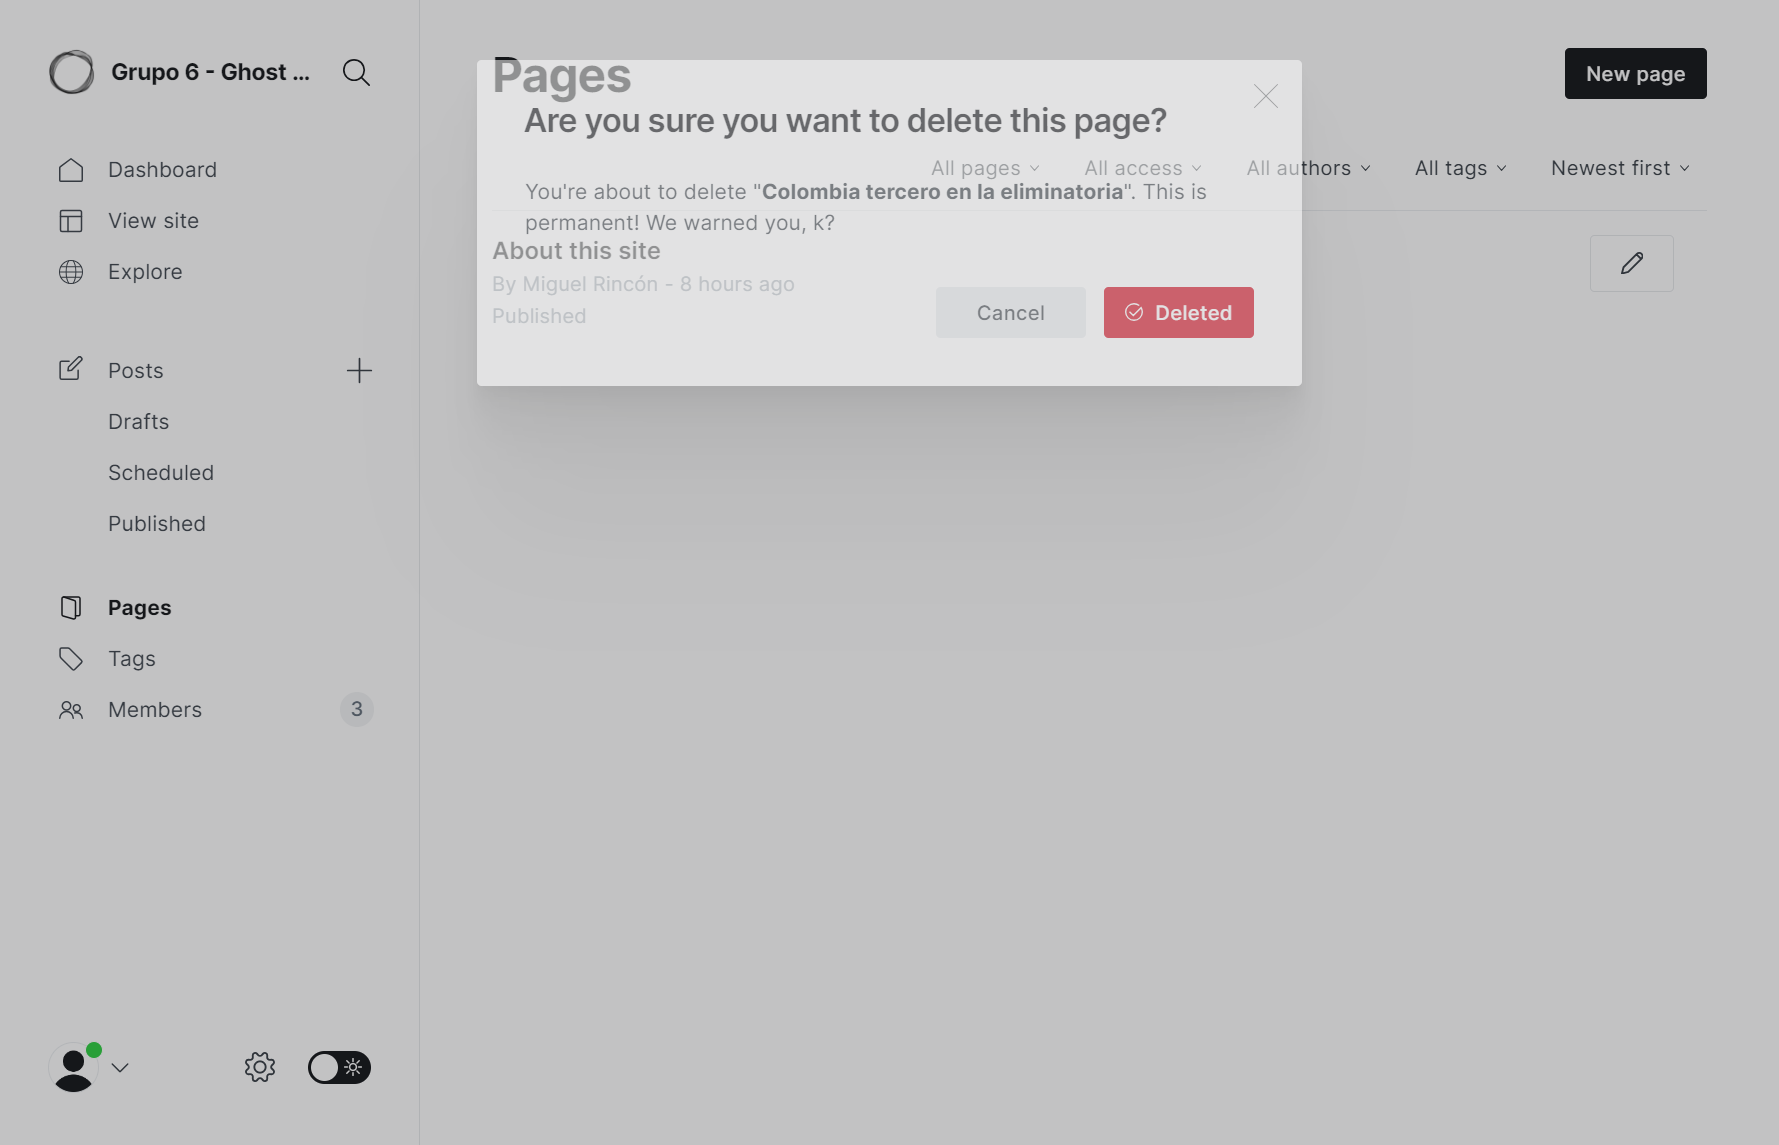 Grupo 6 - Ghost ...
Dashboard
View site
Explore
Posts
Drafts
Scheduled
Published
Pages
Tags
Members
3
Pages
New page
Are you sure you want to delete this page?
All pages
All access
All authors
All tags
Newest first
You're about to delete "Colombia tercero en la eliminatoria". This is
permanent! We warned you, k?
About this site
By Miguel Rincón - 8 hours ago
Published
Cancel
Deleted